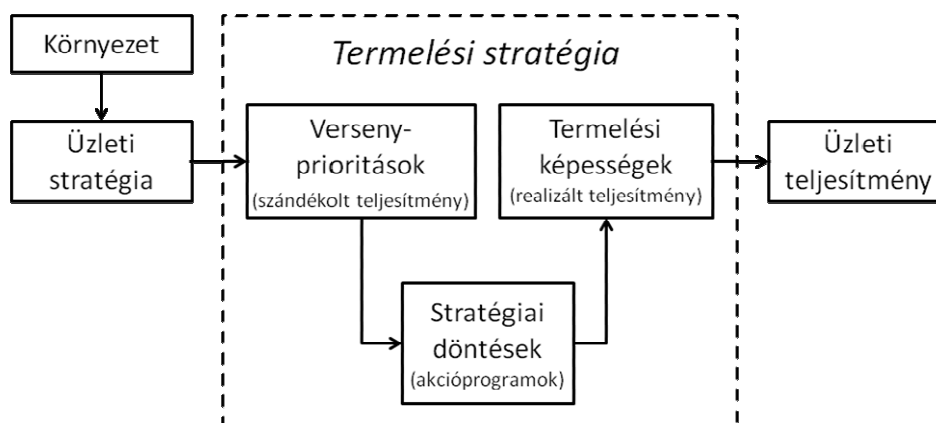 Környezet
Termelési stratégia
Üzleti
stratégia
Verseny-
prioritások
(szándékolt teljesítmény)
Termelési
képességek
(realizált teljesítmény)
Üzleti
teljesítmény
Stratégiai
döntések
(akcióprogramok)